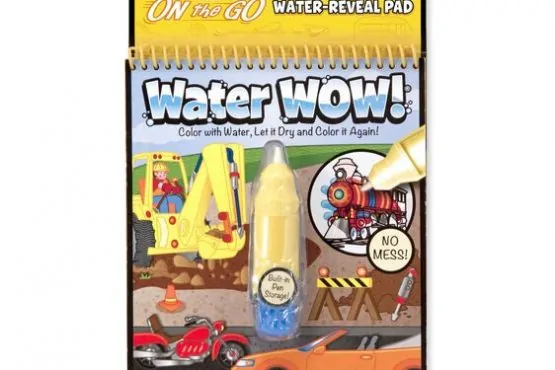 ON the GO
WATER-REVEAL PAD
Water WOW!
Color with Water, Let it Dry and Color it Again!
NO
MESS!
Built-in
Pen
Storage!